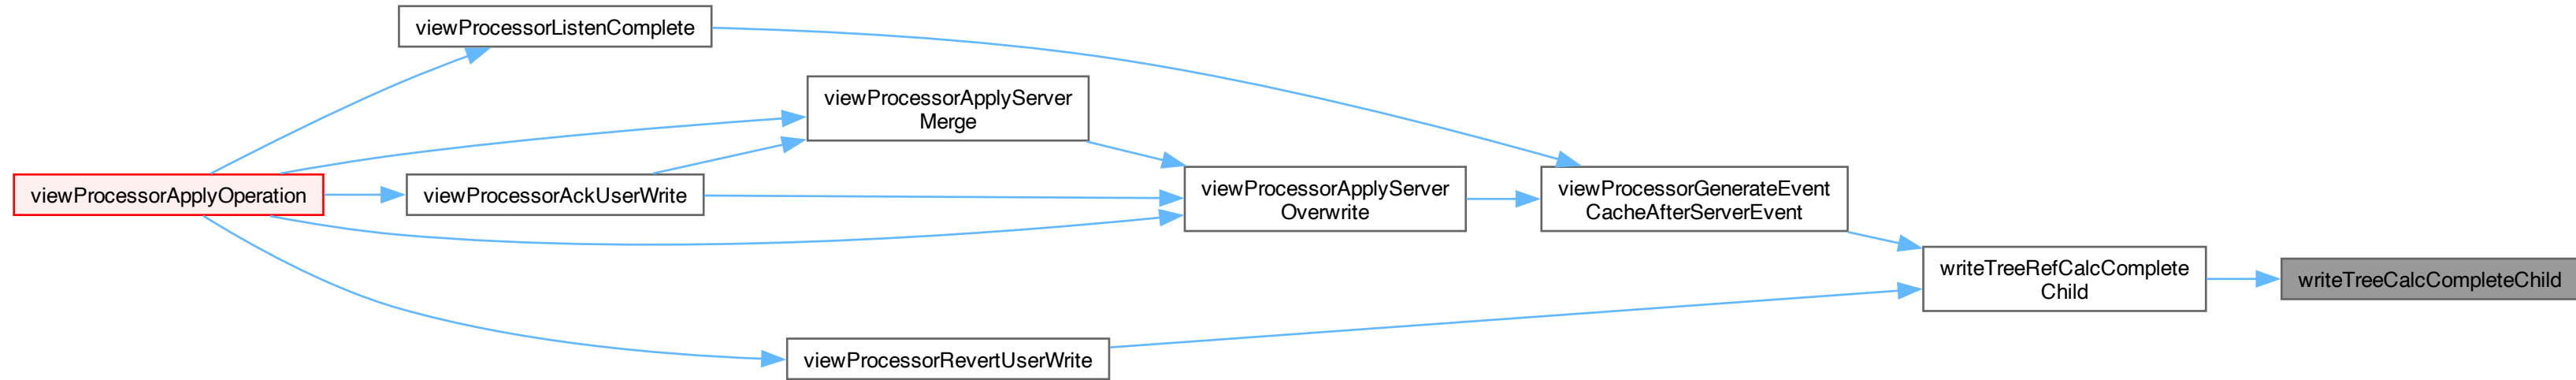 viewProcessorListenComplete
viewProcessorApplyServer
Merge
viewProcessorApplyOperation
viewProcessorAckUserWrite
viewProcessorApplyServer
Overwrite
viewProcessorGenerateEvent
CacheAfterServerEvent
writeTreeRefCalcComplete
Child
writeTreeCalcCompleteChild
viewProcessorRevertUserWrite